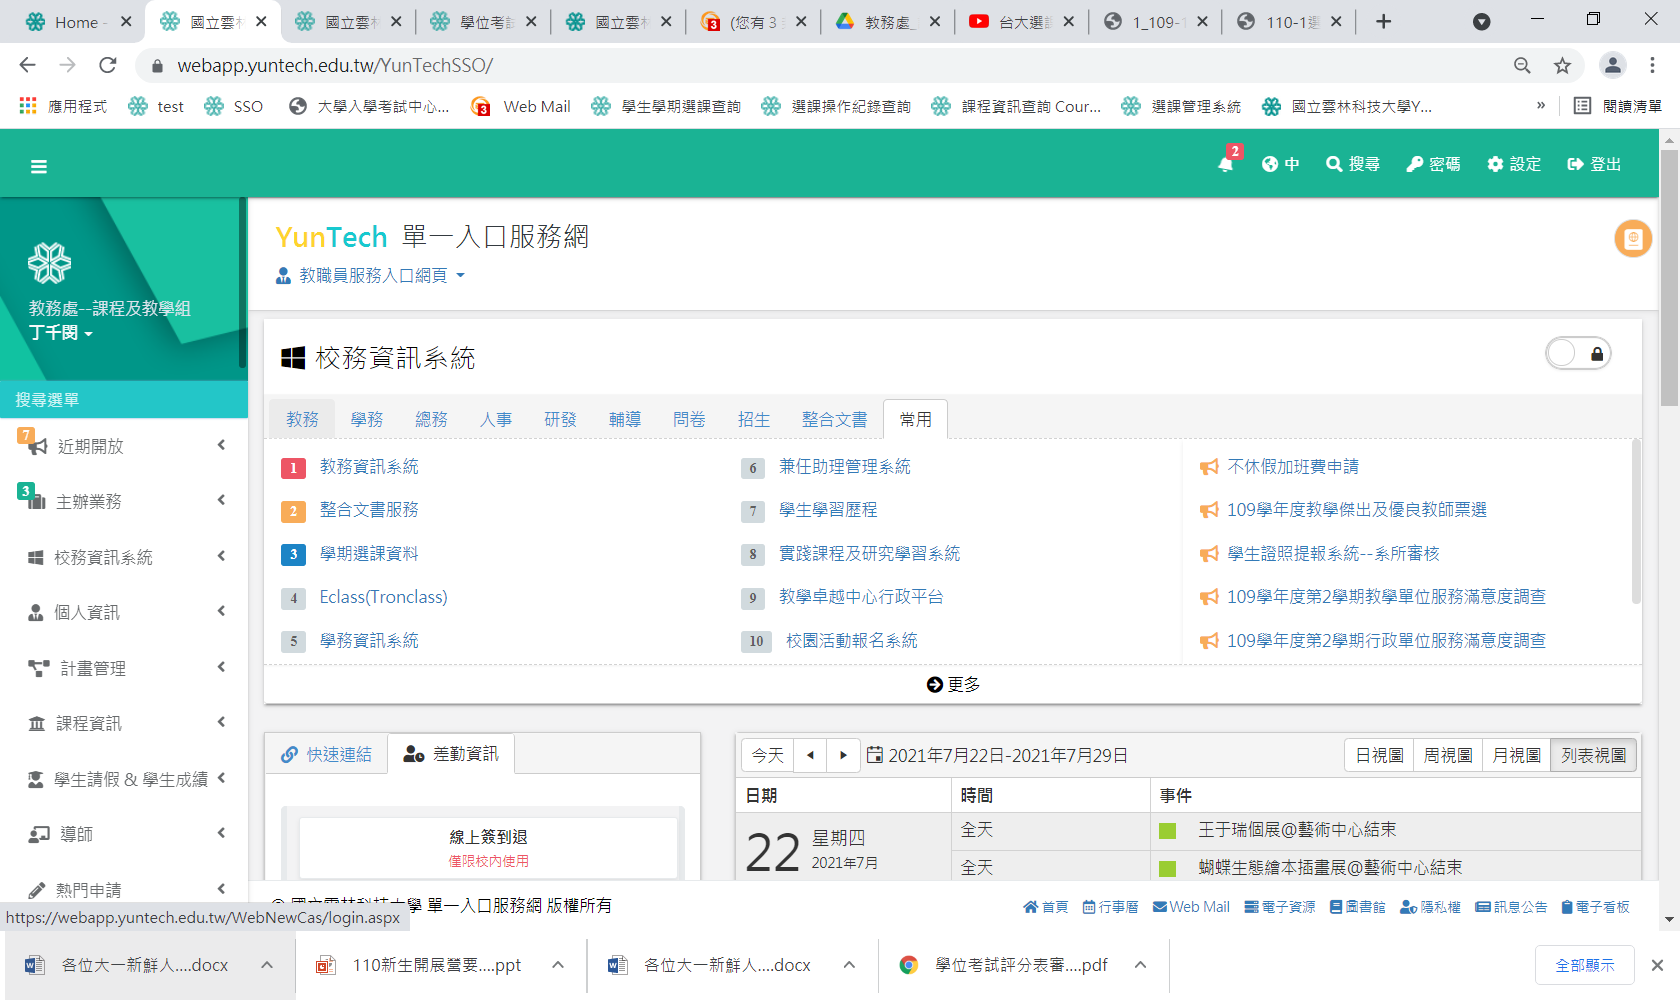 Home -
國立雲林
國立雲林
學位考試
國立雲林
(您有 3 封
教務處_
台大選課
1_109-1
110-1選
webapp.yuntech.edu.tw/YunTechSSO/
應用程式
test
SSO
大學入學考試中心...
Web Mail
學生學期選課查詢
選課操作紀錄查詢
課程資訊查詢 Cour...
選課管理系統
國立雲林科技大學Y...
»
閱讀清單
2
中
搜尋
密碼
設定
登出
教務處--課程及教學組
丁千閔
搜尋選單
7
近期開放
3
主辦業務
校務資訊系統
個人資訊
計畫管理
課程資訊
學生請假 & 學生成績
導師
熱門申請
YunTech 單一入口服務網
教職員服務入口網頁
校務資訊系統
教務
學務
總務
人事
研發
輔導
問卷
招生
整合文書
常用
1 教務資訊系統
2 整合文書服務
3 學期選課資料
4 Eclass(Tronclass)
5 學務資訊系統
6 兼任助理管理系統
7 學生學習歷程
8 實踐課程及研究學習系統
9 教學卓越中心行政平台
10 校園活動報名系統
不休假加班費申請
109學年度教學傑出及優良教師票選
學生證照提報系統--系所審核
109學年度第2學期教學單位服務滿意度調查
109學年度第2學期行政單位服務滿意度調查
更多
快速連結
差勤資訊
線上簽到退
僅限校內使用
今天
2021年7月22日-2021年7月29日
日視圖
周視圖
月視圖
列表視圖
日期 時間 事件
22 星期四
2021年7月
全天 王于瑞個展@藝術中心結束
全天 蝴蝶生態繪本插畫展@藝術中心結束
© 國立雲林科技大學 單一入口服務網 版權所有
首頁
行事曆
Web Mail
電子資源
圖書館
隱私權
訊息公告
電子看板
https://webapp.yuntech.edu.tw/WebNewCas/login.aspx
各位大一新鮮人....docx
110新生開展營要....ppt
各位大一新鮮人....docx
學位考試評分表審....pdf
全部顯示